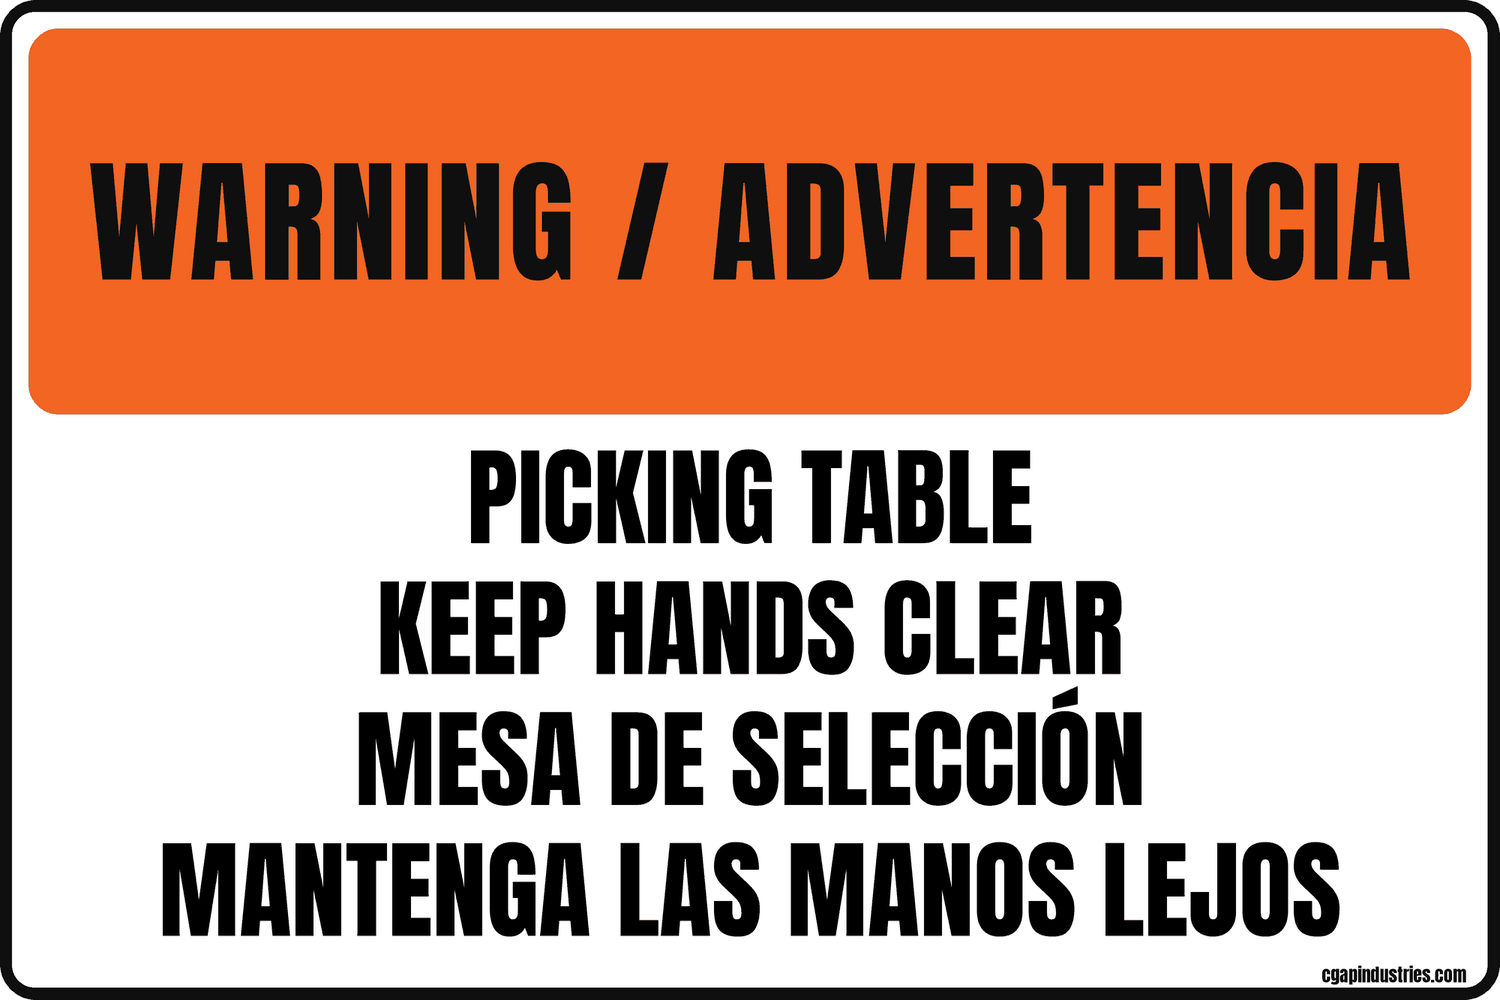 WARNING / ADVERTENCIA
PICKING TABLE
KEEP HANDS CLEAR
MESA DE SELECCIÓN
MANTENGA LAS MANOS LEJOS
cgapindustries.com